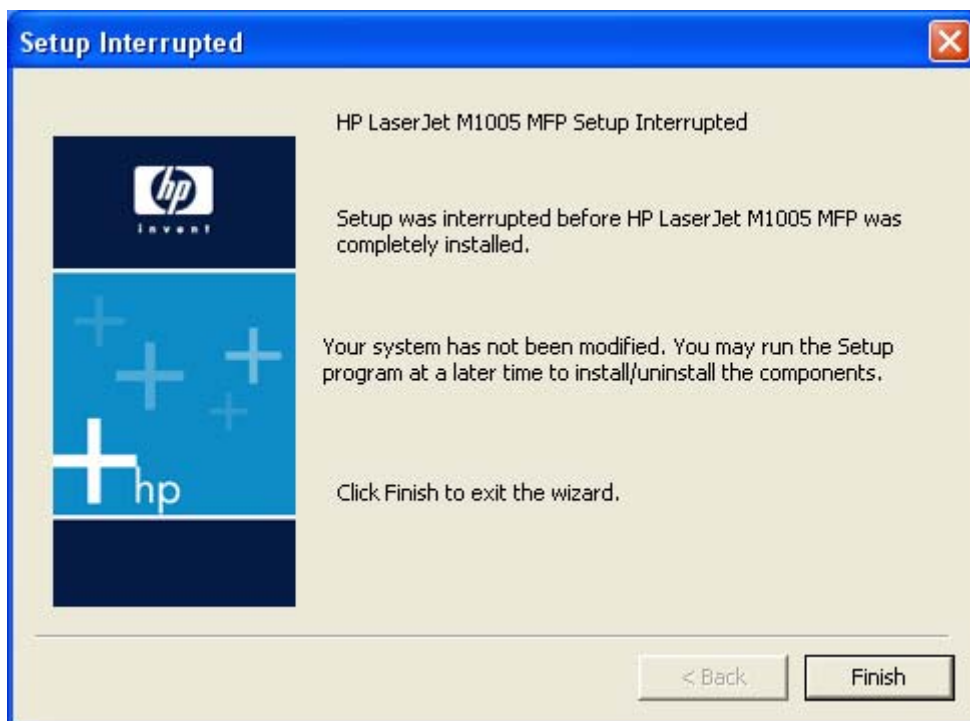 Setup Interrupted
HP LaserJet M1005 MFP Setup Interrupted
hp
invent
Setup was interrupted before HP LaserJet M1005 MFP was
completely installed.
Your system has not been modified. You may run the Setup
program at a later time to install/uninstall the components.
hp
Click Finish to exit the wizard.
< Back
Finish